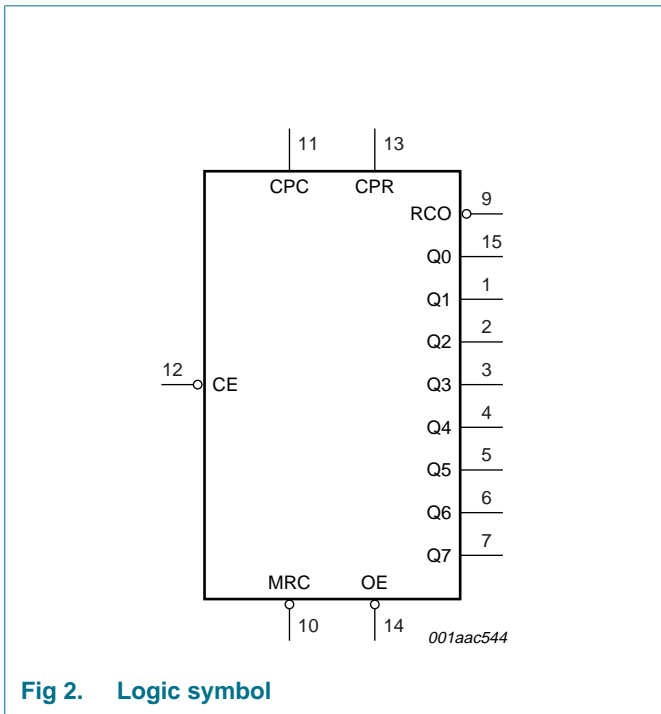 11 13
CPC CPR
RCO 9
Q0 15
Q1 1
Q2 2
Q3 3
12 CE
Q4 4
Q5 5
Q6 6
Q7 7
MRC OE
10 14
001aac544
Fig 2. Logic symbol